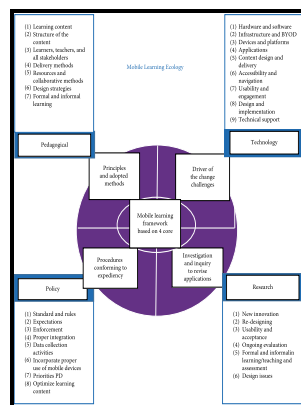 (1) Learning content
(2) Structure of the
content
(3) Learners, teachers, and
all stakeholders
(4) Delivery methods
(5) Resources and
collaborative methods
(6) Design strategies
(7) Formal and informal
learning
Pedagogical
Mobile Learning Ecology
(1) Hardware and software
(2) Infrastructure and BYOD
(3) Devices and platforms
(4) Applications
(5) Content design and
delivery
(6) Accessibility and
navigation
(7) Usability and
engagement
(8) Design and
implementation
(9) Technical support
Technology
Principles
and adopted
methods
Driver of
the change
challenges
Mobile learning
framework
based on 4 core
Procedures
conforming to
expediency
Investigation
and inquiry
to revise
applications
Policy
(1) Standard and rules
(2) Expectations
(3) Enforcement
(4) Proper integration
(5) Data collection
activities
(6) Incorporate proper
use of mobile devices
(7) Priorities PD
(8) Optimize learning
content
Research
(1) New innovation
(2) Re-designing
(3) Usability and
acceptance
(4) Ongoing evaluation
(5) Formal and informalin
learning/teaching and
assessment
(6) Design issues